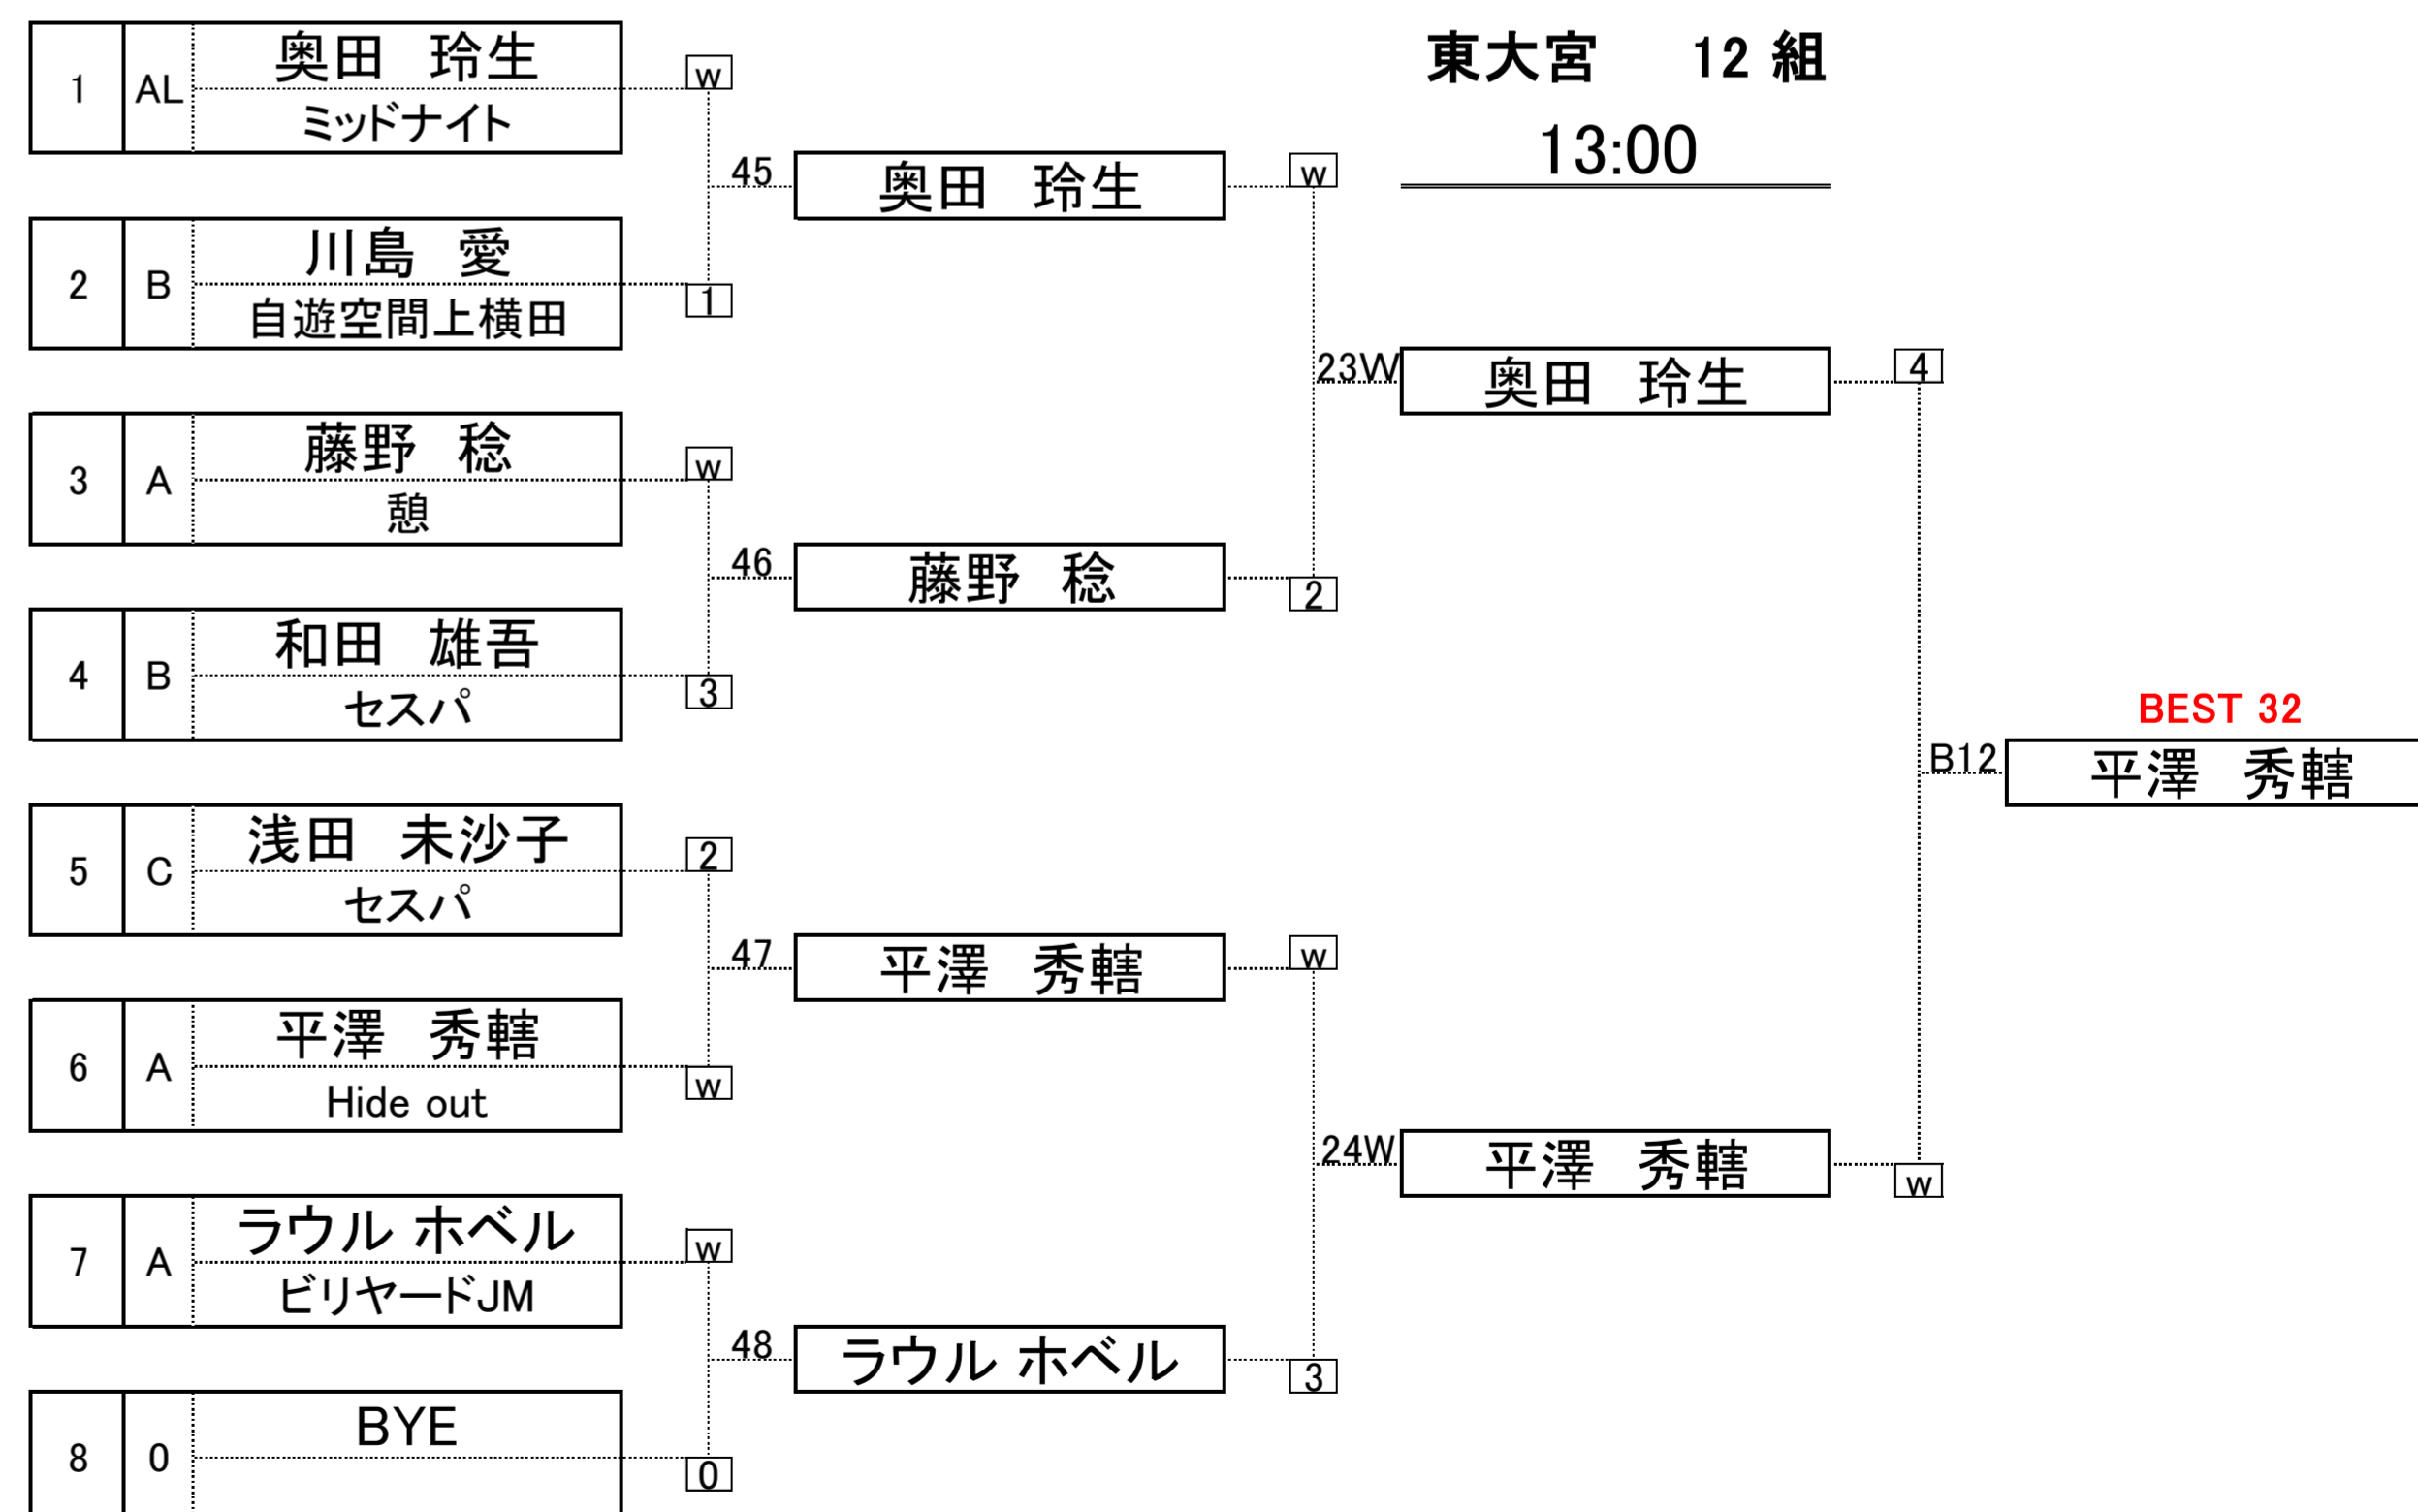 東大宮 12 組
13:00
1 AL 奥田 玲生 w
ミッドナイト
45 奥田 玲生 w
2 B 川島 愛 1
自遊空間上横田
23W 奥田 玲生 4
3 A 藤野 稔 w
憩
46 藤野 稔 2
4 B 和田 雄吾 3
セスパ
BEST 32
B12 平澤 秀轄
5 C 浅田 未沙子 2
セスパ
47 平澤 秀轄 w
6 A 平澤 秀轄 w
Hide out
24W 平澤 秀轄 w
7 A ラウル ホベル w
ビリヤードJM
48 ラウル ホベル 3
8 0 BYE 0